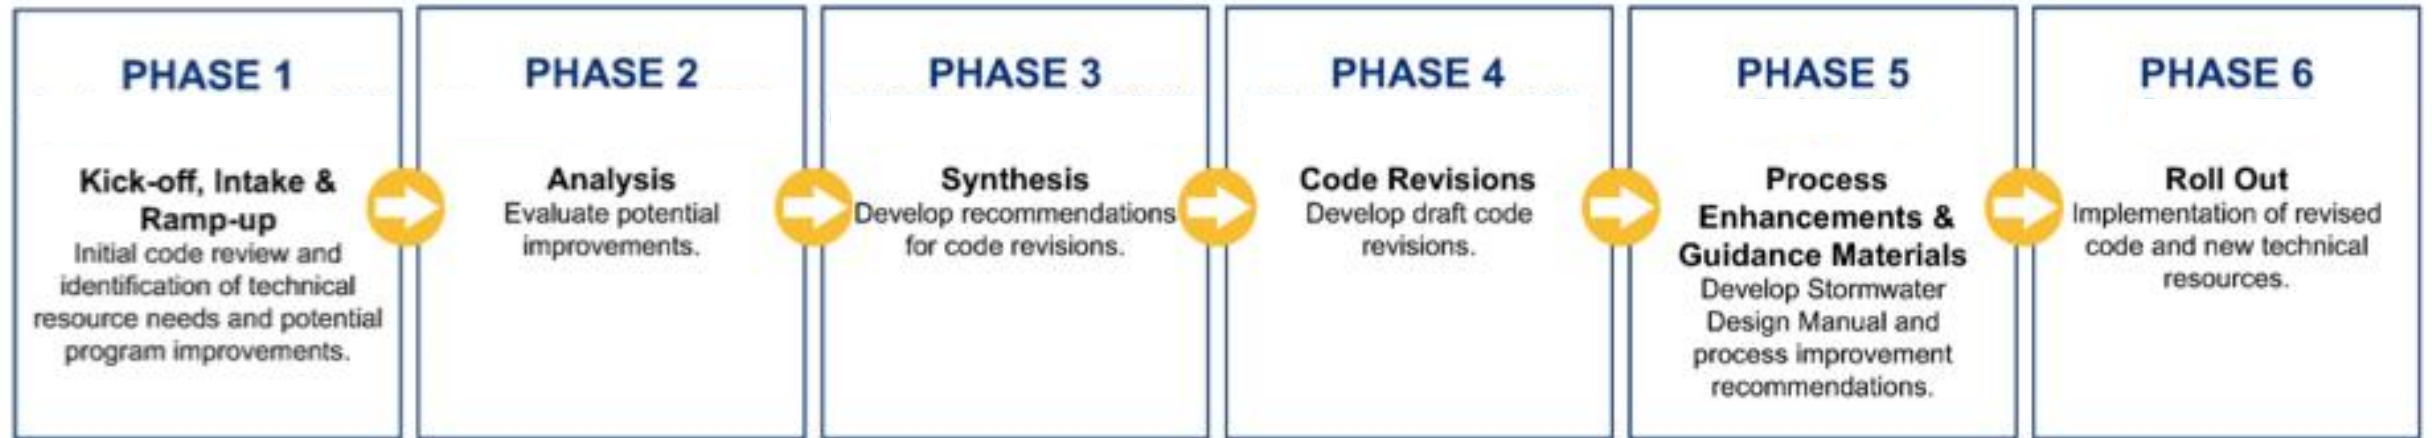 PHASE 1
Kick-off, Intake &
Ramp-up
Initial code review and
identification of technical
resource needs and potential
program improvements.
PHASE 2
Analysis
Evaluate potential
improvements.
PHASE 3
Synthesis
Develop recommendations
for code revisions.
PHASE 4
Code Revisions
Develop draft code
revisions.
PHASE 5
Process
Enhancements &
Guidance Materials
Develop Stormwater
Design Manual and
process improvement
recommendations.
PHASE 6
Roll Out
Implementation of revised
code and new technical
resources.